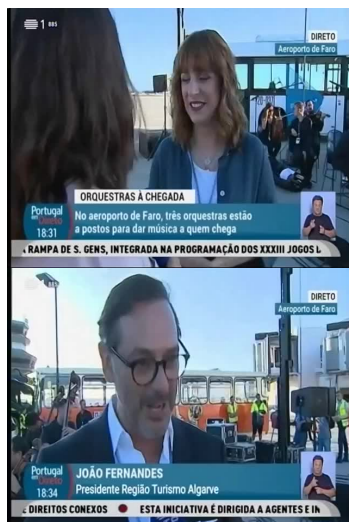 1
DIRETO
Aeroporto de Faro
ORQUESTRAS À CHEGADA
Portugal
em Direto
No aeroporto de Faro, três orquestras estão
a postos para dar música a quem chega
18:31
RAMPA DE S. GENS, INTEGRADA NA PROGRAMAÇÃO DOS XXXIII JOGOS
DIRETO
Aeroporto de Faro
Portugal
em Direto
JOÃO FERNANDES
Presidente Região Turismo Algarve
18:34
E DIREITOS CONEXOS ESTA INICIATIVA É DIRIGIDA A AGENTES E IN